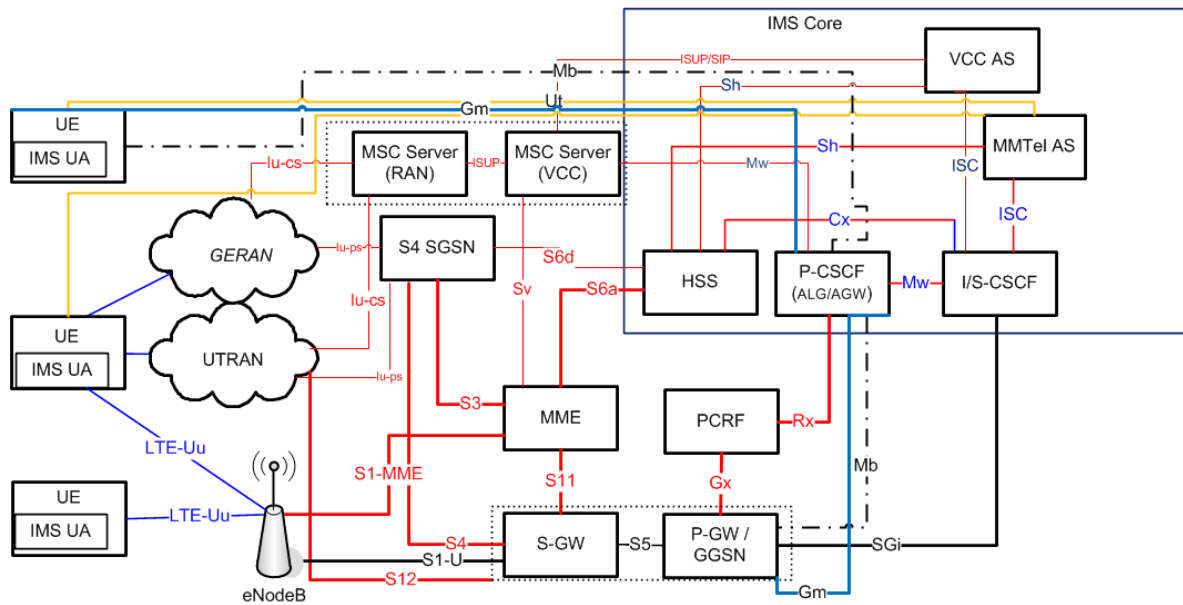 IMS Core
VCC AS
ISUP/SIP
Mb
Sh
Ut
Gm
UE
IMS UA
MSC Server
(RAN)
ISUP
MSC Server
(VCC)
Iu-cs
Mw
Sh
MMTel AS
ISC
ISC
Cx
GERAN
Iu-ps
S4 SGSN
S6d
HSS
P-CSCF
(ALG/AGW)
Mw
I/S-CSCF
Iu-cs
Sv
S6a
UE
IMS UA
UTRAN
Iu-ps
S3
MME
PCRF
Rx
LTE-Uu
S1-MME
S11
Gx
Mb
UE
IMS UA
LTE-Uu
S4
S-GW
S5
P-GW /
GGSN
SGi
S1-U
S12
Gm
eNodeB